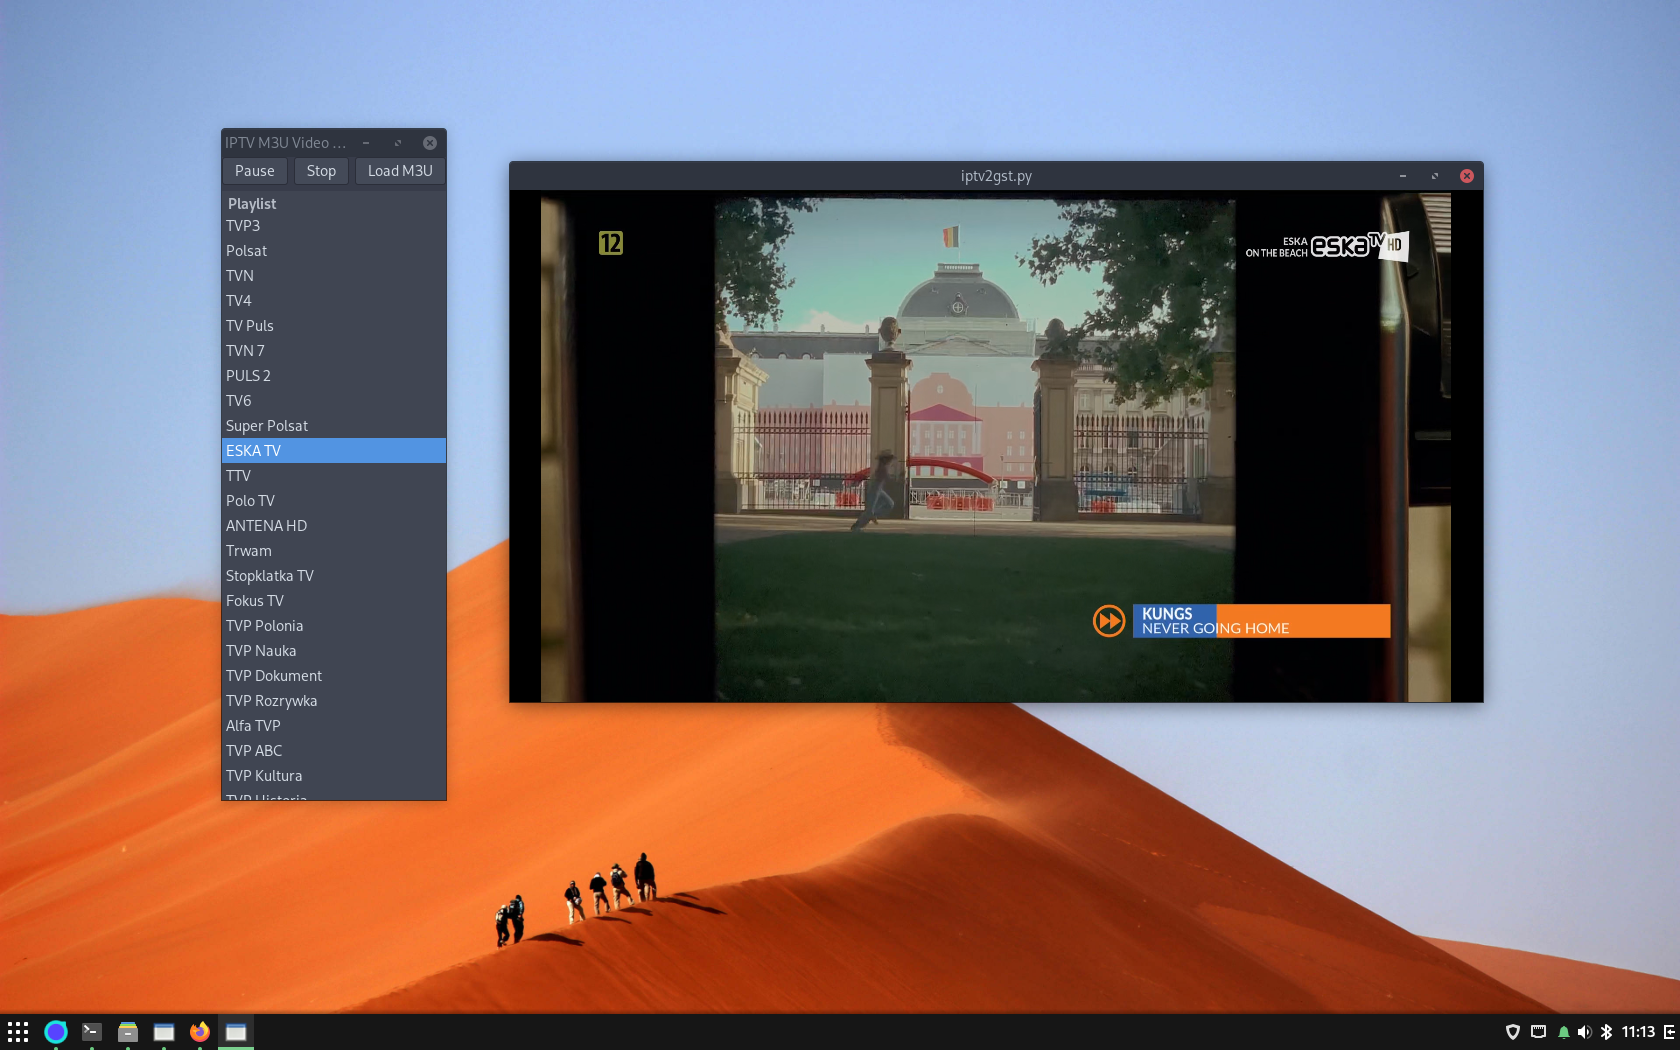 IPTV M3U Video ...
Pause
Stop
Load M3U
Playlist
TVP3
Polsat
TVN
TV4
TV Puls
TVN 7
PULS 2
TV6
Super Polsat
ESKA TV
TTV
Polo TV
ANTENA HD
Trwam
Stopklatka TV
Fokus TV
TVP Polonia
TVP Nauka
TVP Dokument
TVP Rozrywka
Alfa TVP
TVP ABC
TVP Kultura
TVP Historia
iptv2gst.py
12
ESKA
ON THE BEACH
eska TV HD
KUNGS
NEVER GOING HOME
11:13